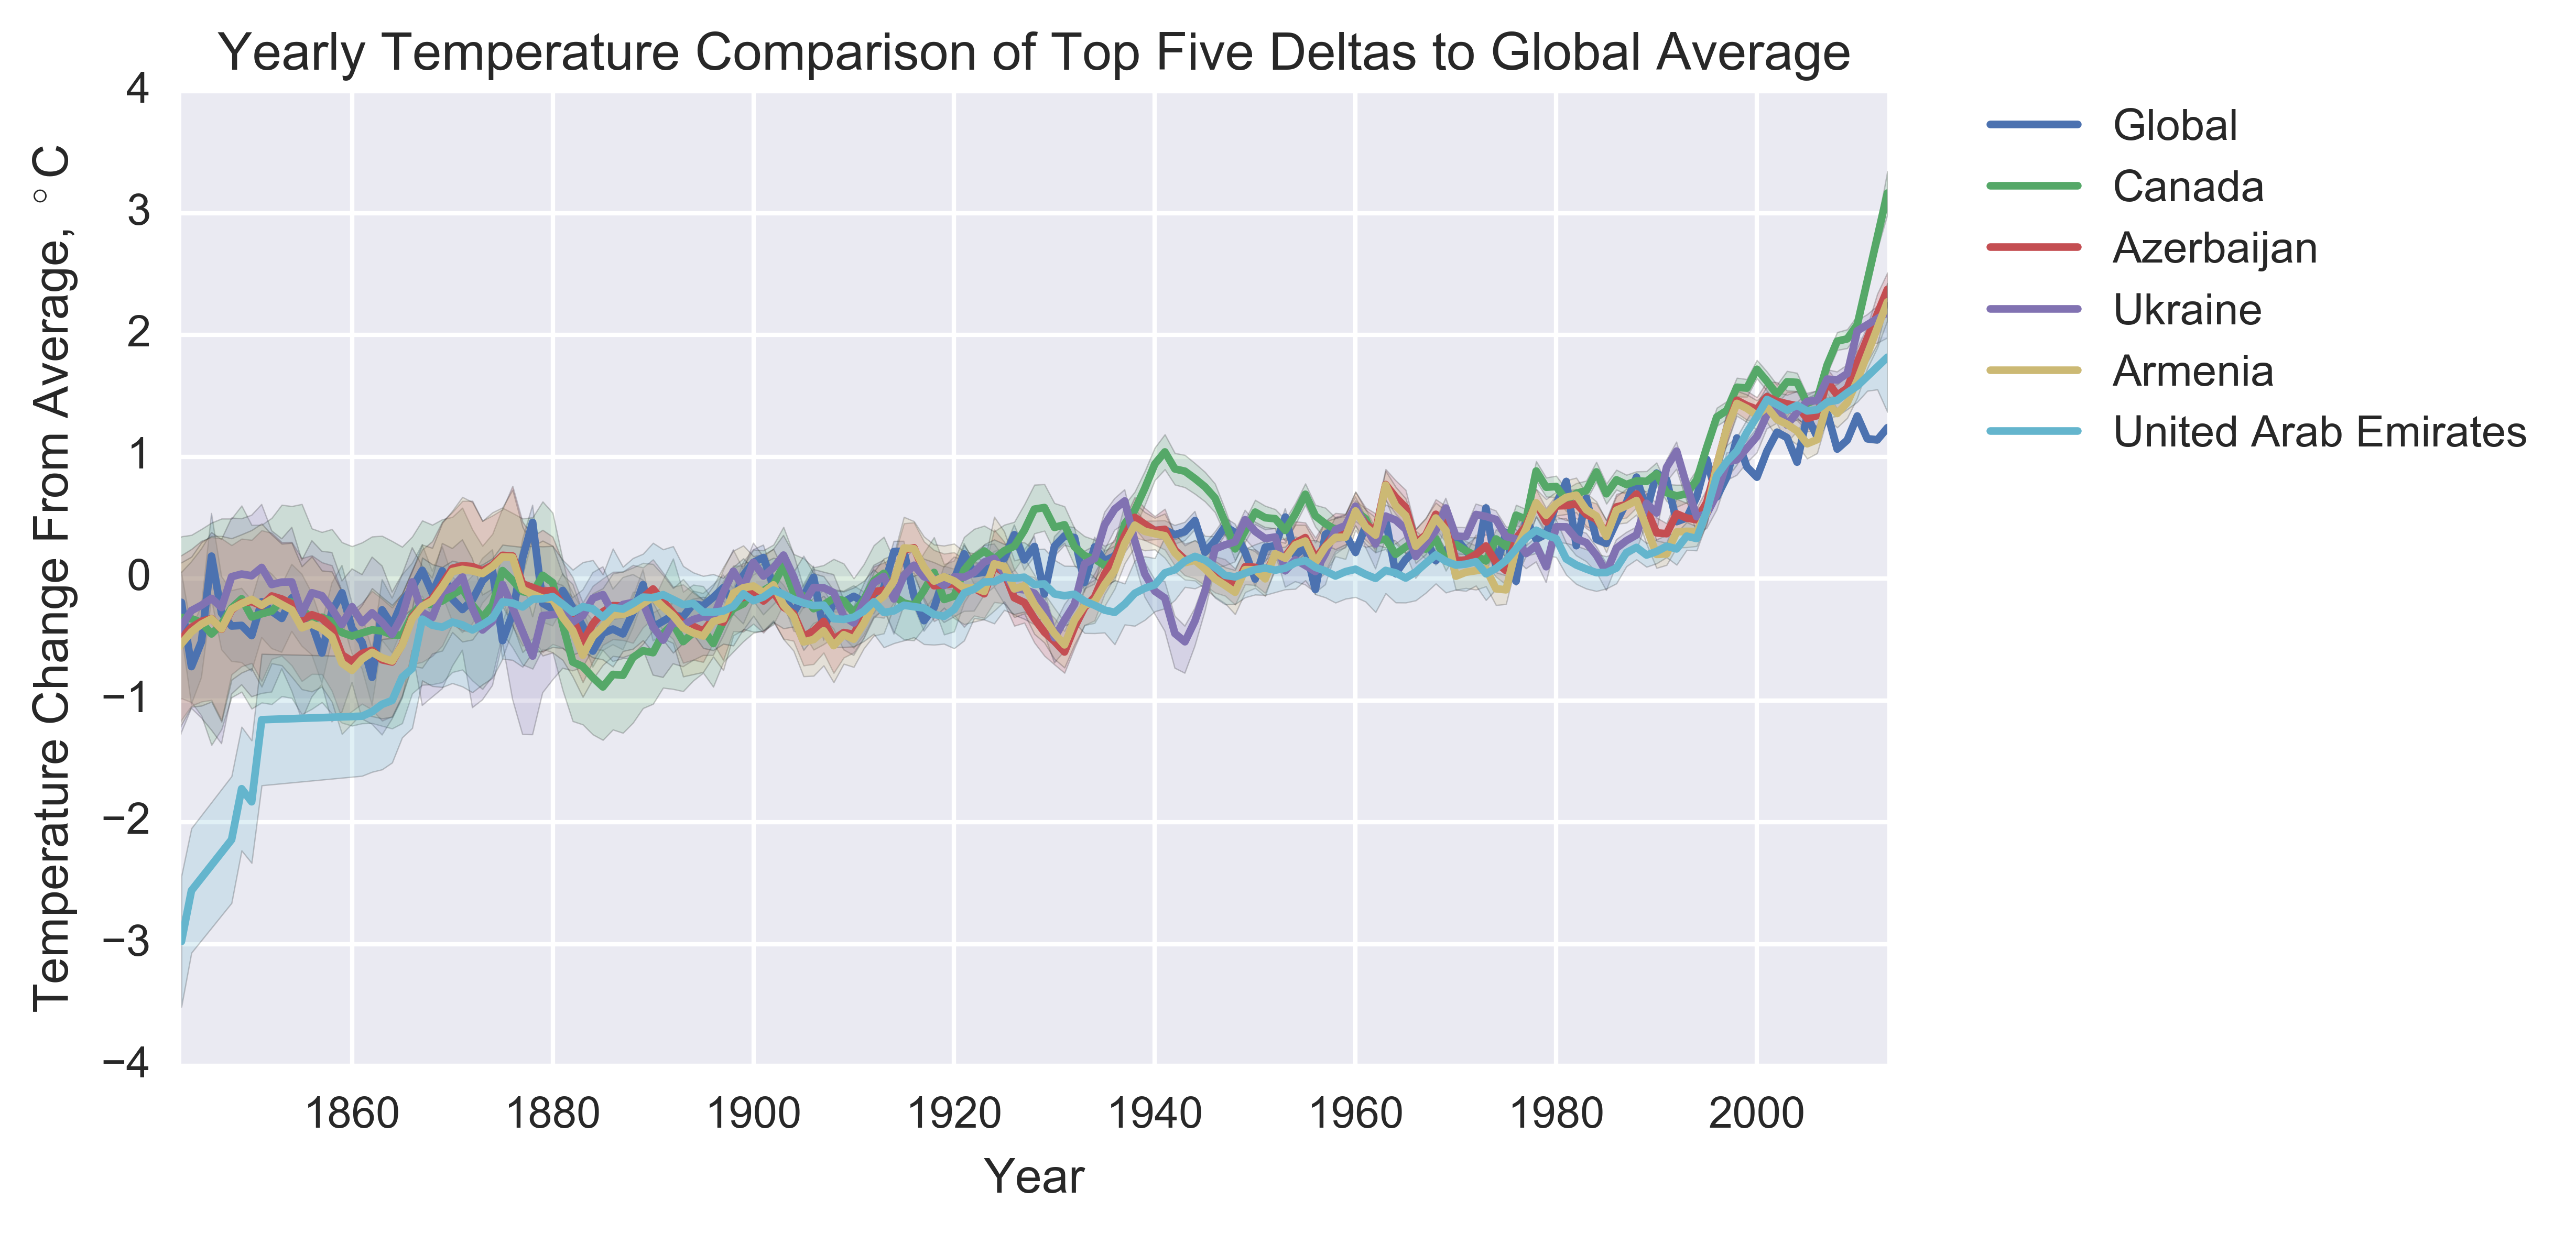 Yearly Temperature Comparison of Top Five Deltas to Global Average
Temperature Change From Average, °C
4
3
2
1
0
−1
−2
−3
−4
1860 1880 1900 1920 1940 1960 1980 2000
Year
Global
Canada
Azerbaijan
Ukraine
Armenia
United Arab Emirates